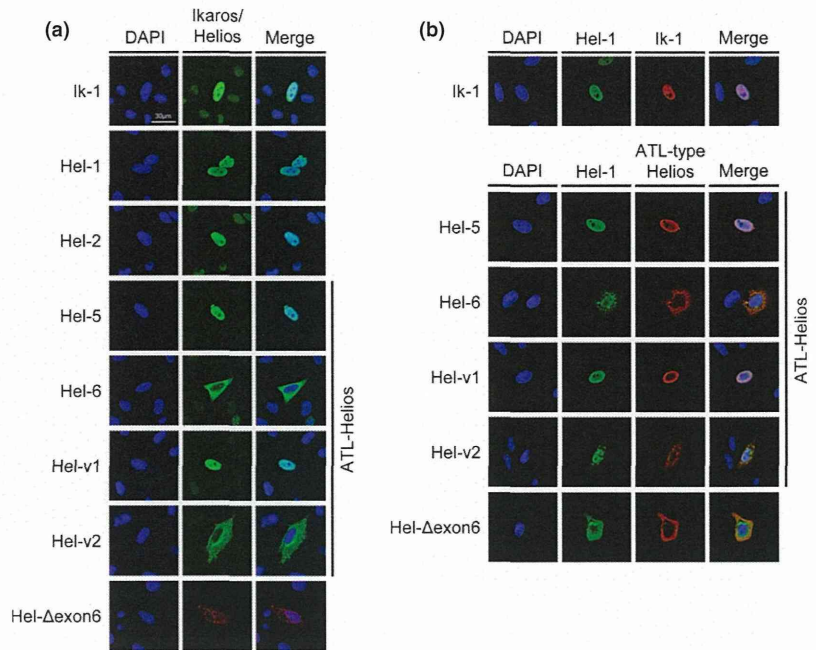 (a)
Ikaros/
Helios
DAPI
Merge
Ik-1
30µm
Hel-1
Hel-2
Hel-5
Hel-6
Hel-v1
Hel-v2
Hel-Δexon6
ATL-Helios
(b)
DAPI Hel-1 Ik-1 Merge
Ik-1
ATL-type
DAPI Hel-1 Helios Merge
Hel-5
Hel-6
Hel-v1
Hel-v2
Hel-Δexon6
ATL-Helios